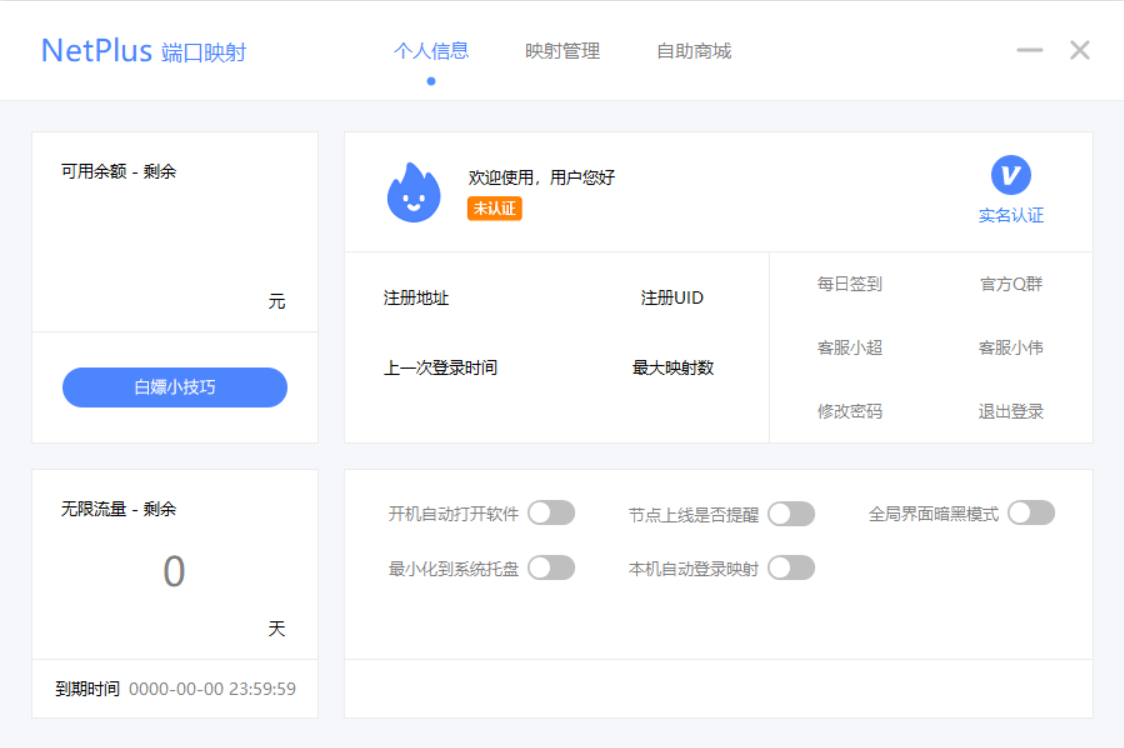 NetPlus 端口映射
个人信息
映射管理
自助商城
可用余额 - 剩余
元
白嫖小技巧
欢迎使用，用户您好
未认证
V
实名认证
注册地址
注册UID
上一次登录时间
最大映射数
每日签到
官方Q群
客服小超
客服小伟
修改密码
退出登录
无限流量 - 剩余
0
天
到期时间 0000-00-00 23:59:59
开机自动打开软件
节点上线是否提醒
全局界面暗黑模式
最小化到系统托盘
本机自动登录映射